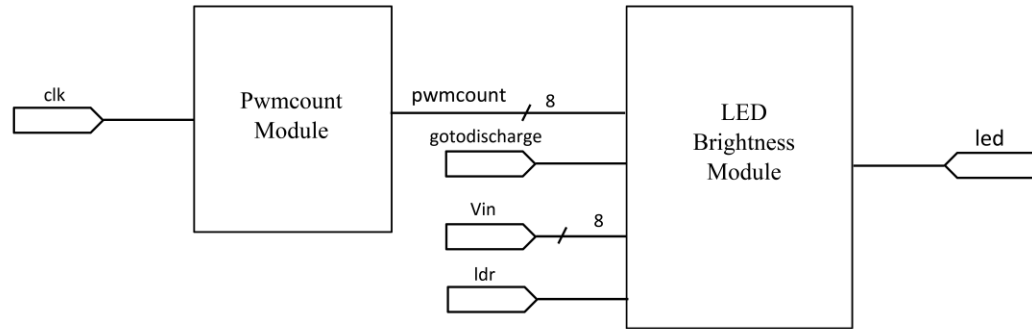 clk
Pwmcount
Module
pwmcount
8
gotodischarge
Vin
8
ldr
LED
Brightness
Module
led